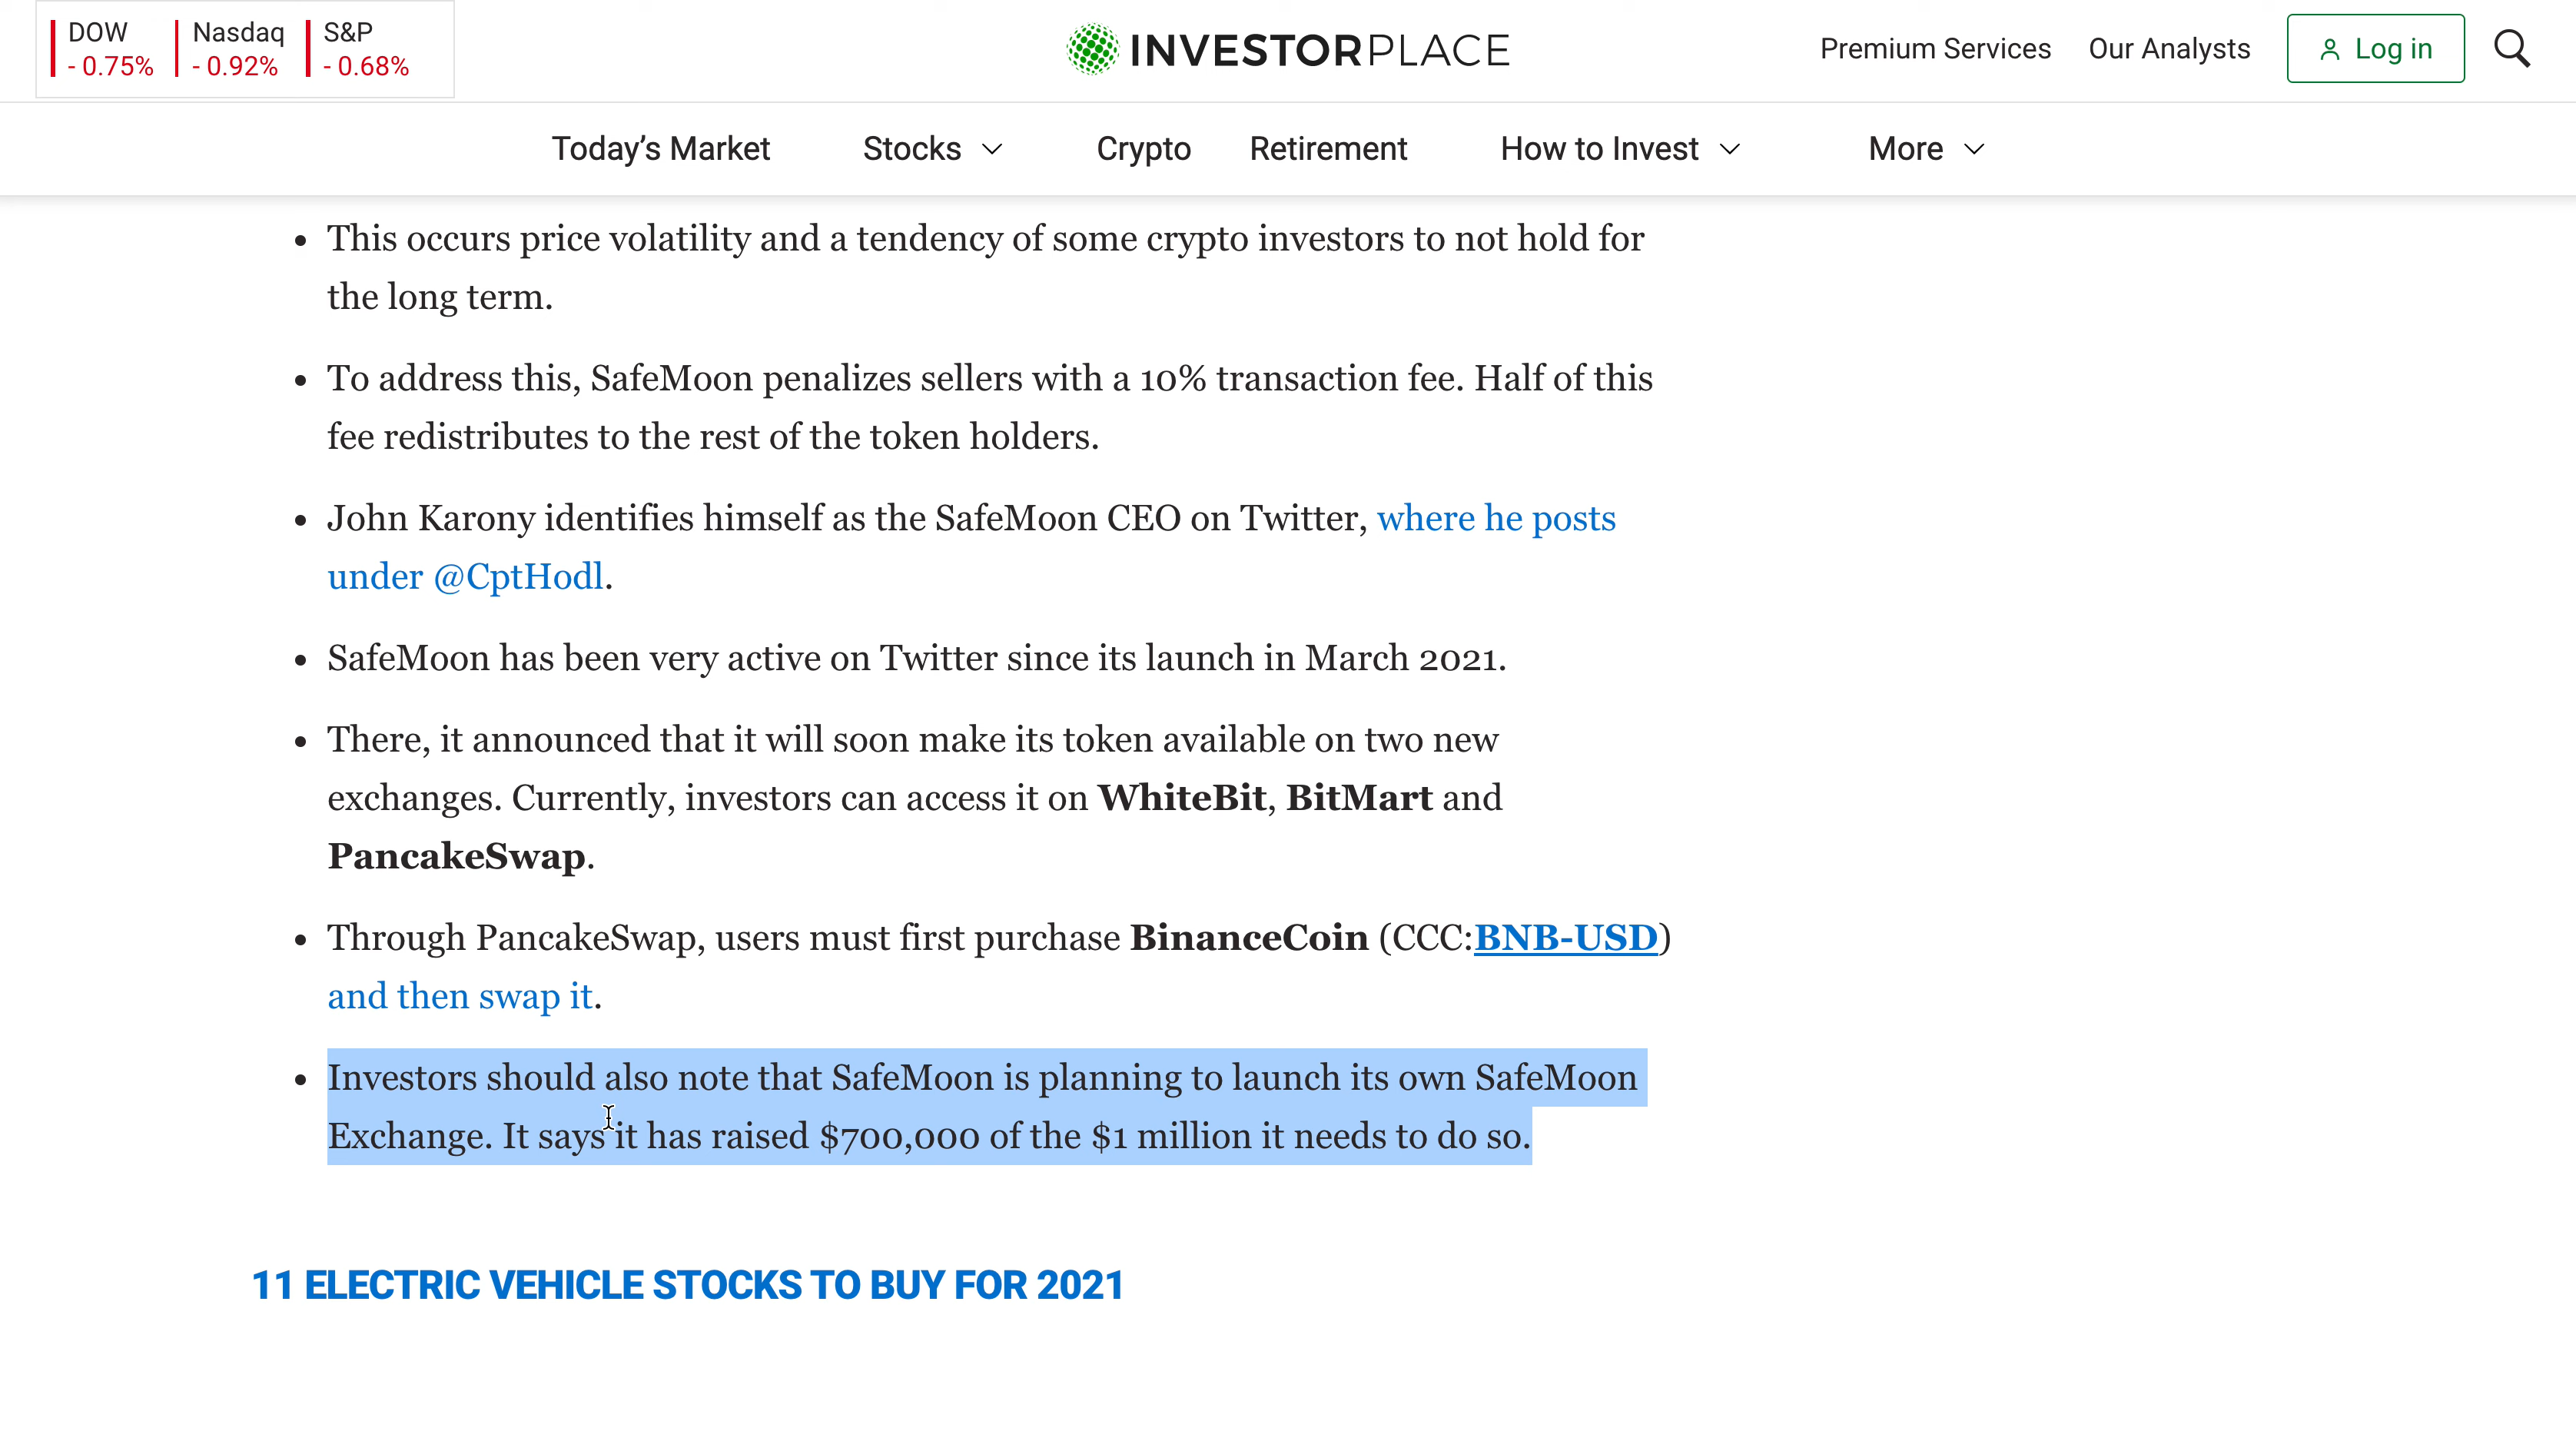 DOW Nasdaq S&P
- 0.75% - 0.92% - 0.68%
INVESTORPLACE
Premium Services Our Analysts Log in
Today’s Market Stocks Crypto Retirement How to Invest More
• This occurs price volatility and a tendency of some crypto investors to not hold for
the long term.
• To address this, SafeMoon penalizes sellers with a 10% transaction fee. Half of this
fee redistributes to the rest of the token holders.
• John Karony identifies himself as the SafeMoon CEO on Twitter, where he posts
under @CptHodl.
• SafeMoon has been very active on Twitter since its launch in March 2021.
• There, it announced that it will soon make its token available on two new
exchanges. Currently, investors can access it on WhiteBit, BitMart and
PancakeSwap.
• Through PancakeSwap, users must first purchase BinanceCoin (CCC:BNB-USD)
and then swap it.
• Investors should also note that SafeMoon is planning to launch its own SafeMoon
Exchange. It says it has raised $700,000 of the $1 million it needs to do so.
11 ELECTRIC VEHICLE STOCKS TO BUY FOR 2021